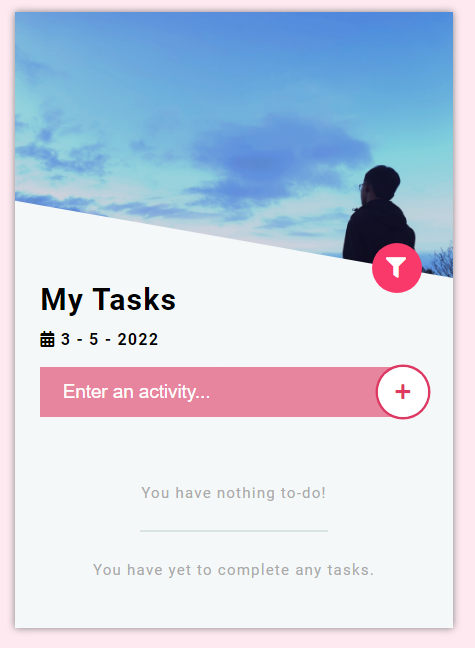 My Tasks
3 - 5 - 2022
Enter an activity...
You have nothing to-do!
You have yet to complete any tasks.